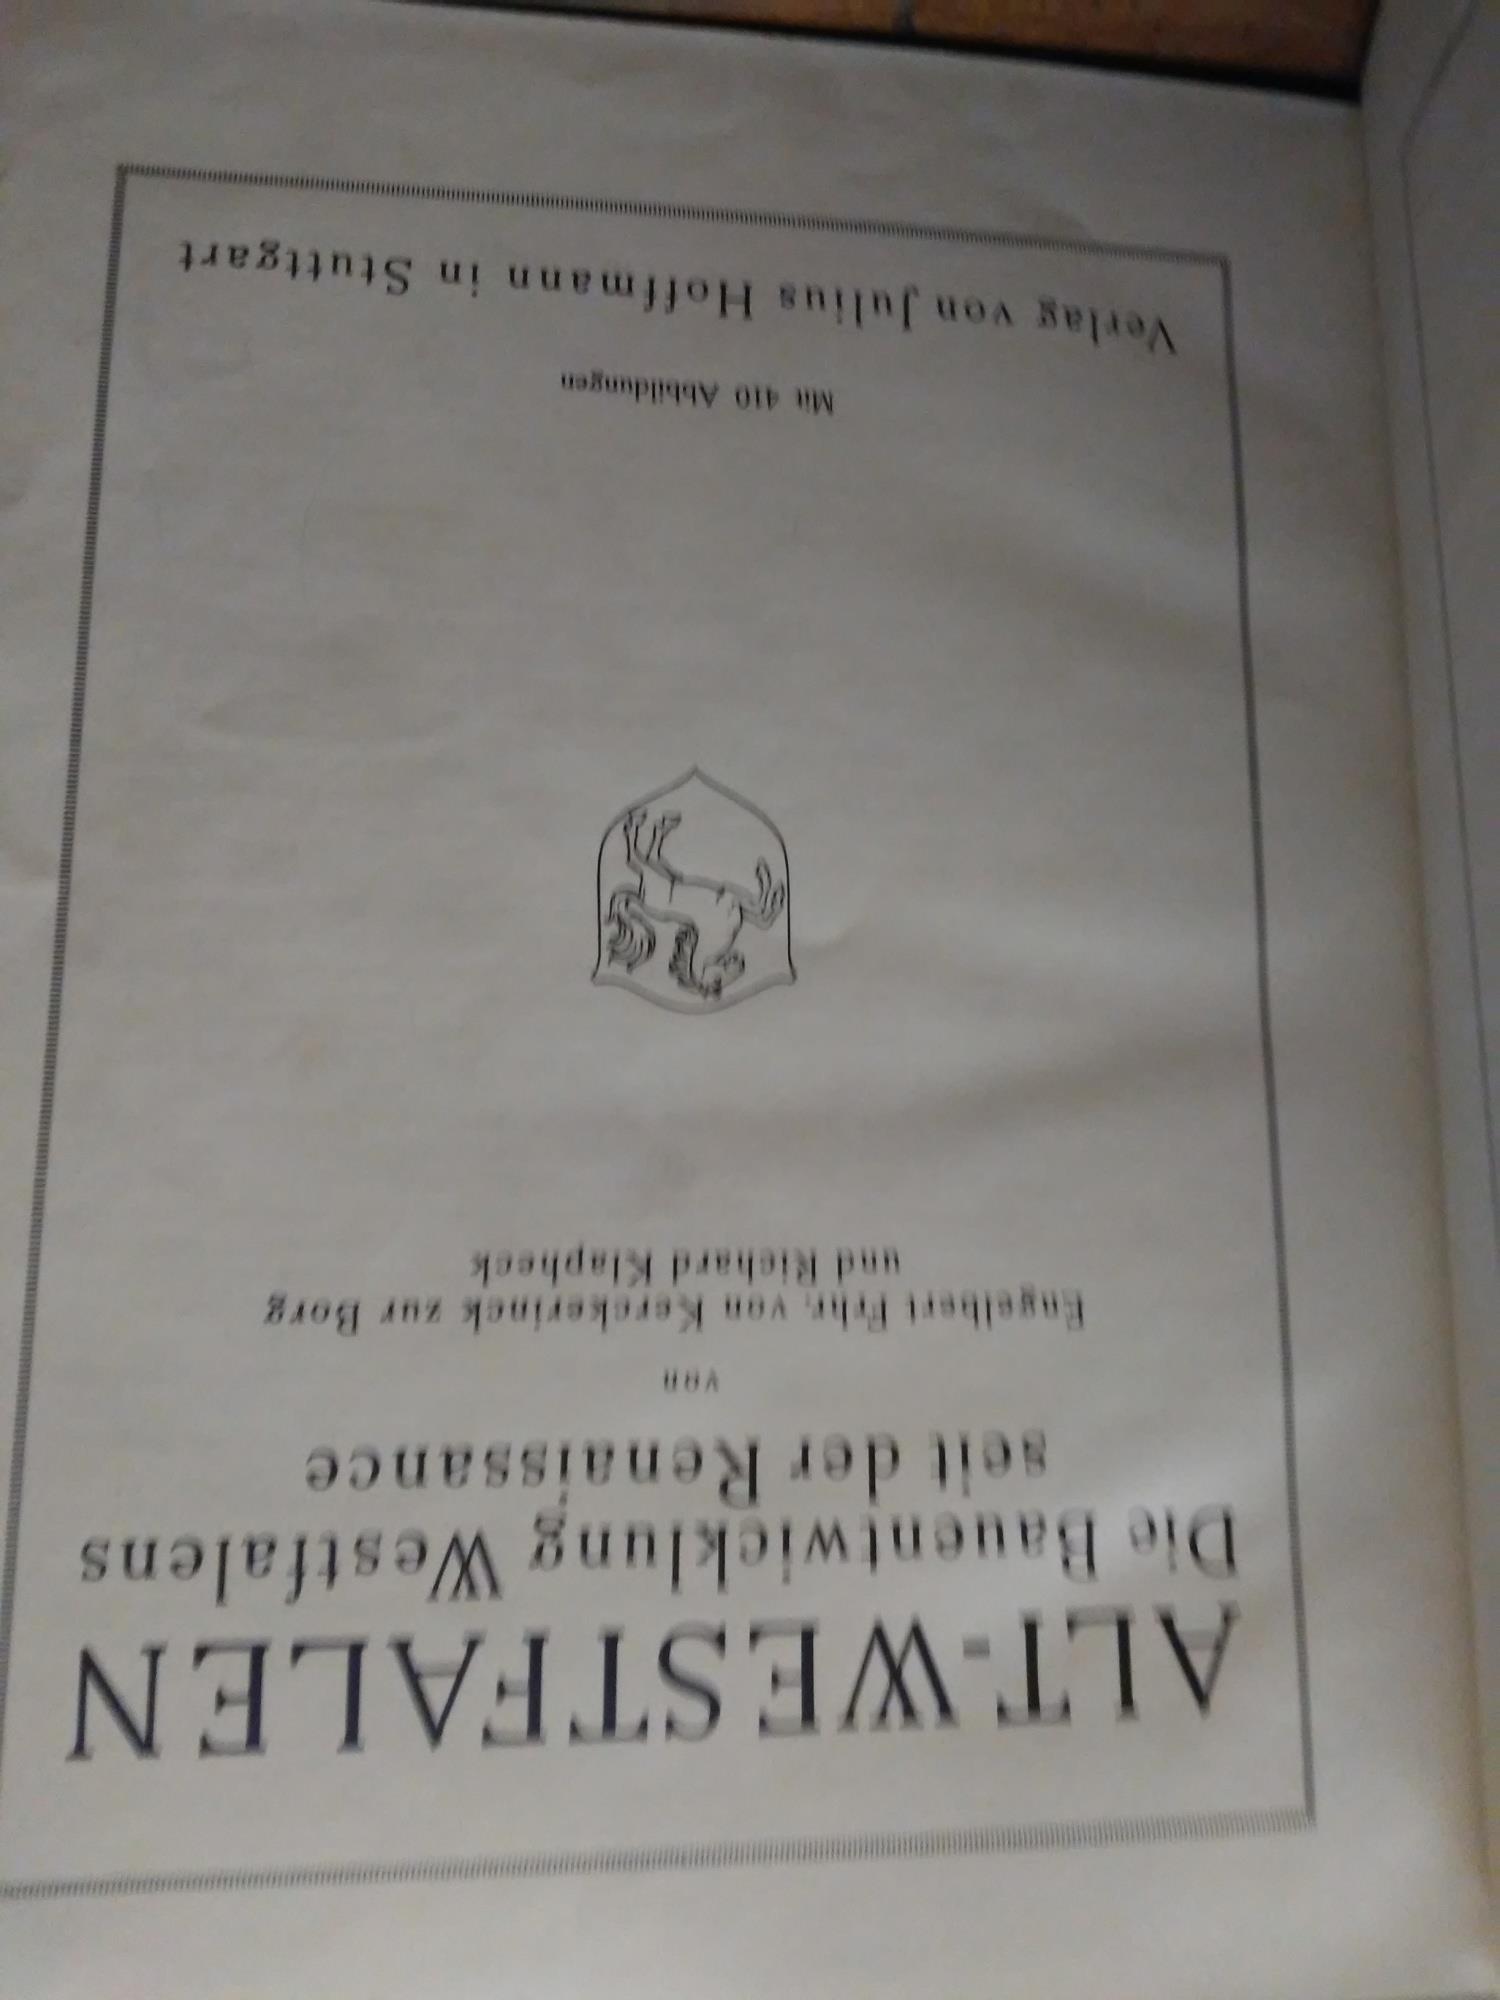 ALT-WESTFALEN
Die Bauentwicklung Westfalens
seit der Renaissance
von
Engelbert Frhr. von Kerckerinck zur Borg
und Richard Klapheck
Mit 410 Abbildungen
Verlag von Julius Hoffmann in Stuttgart